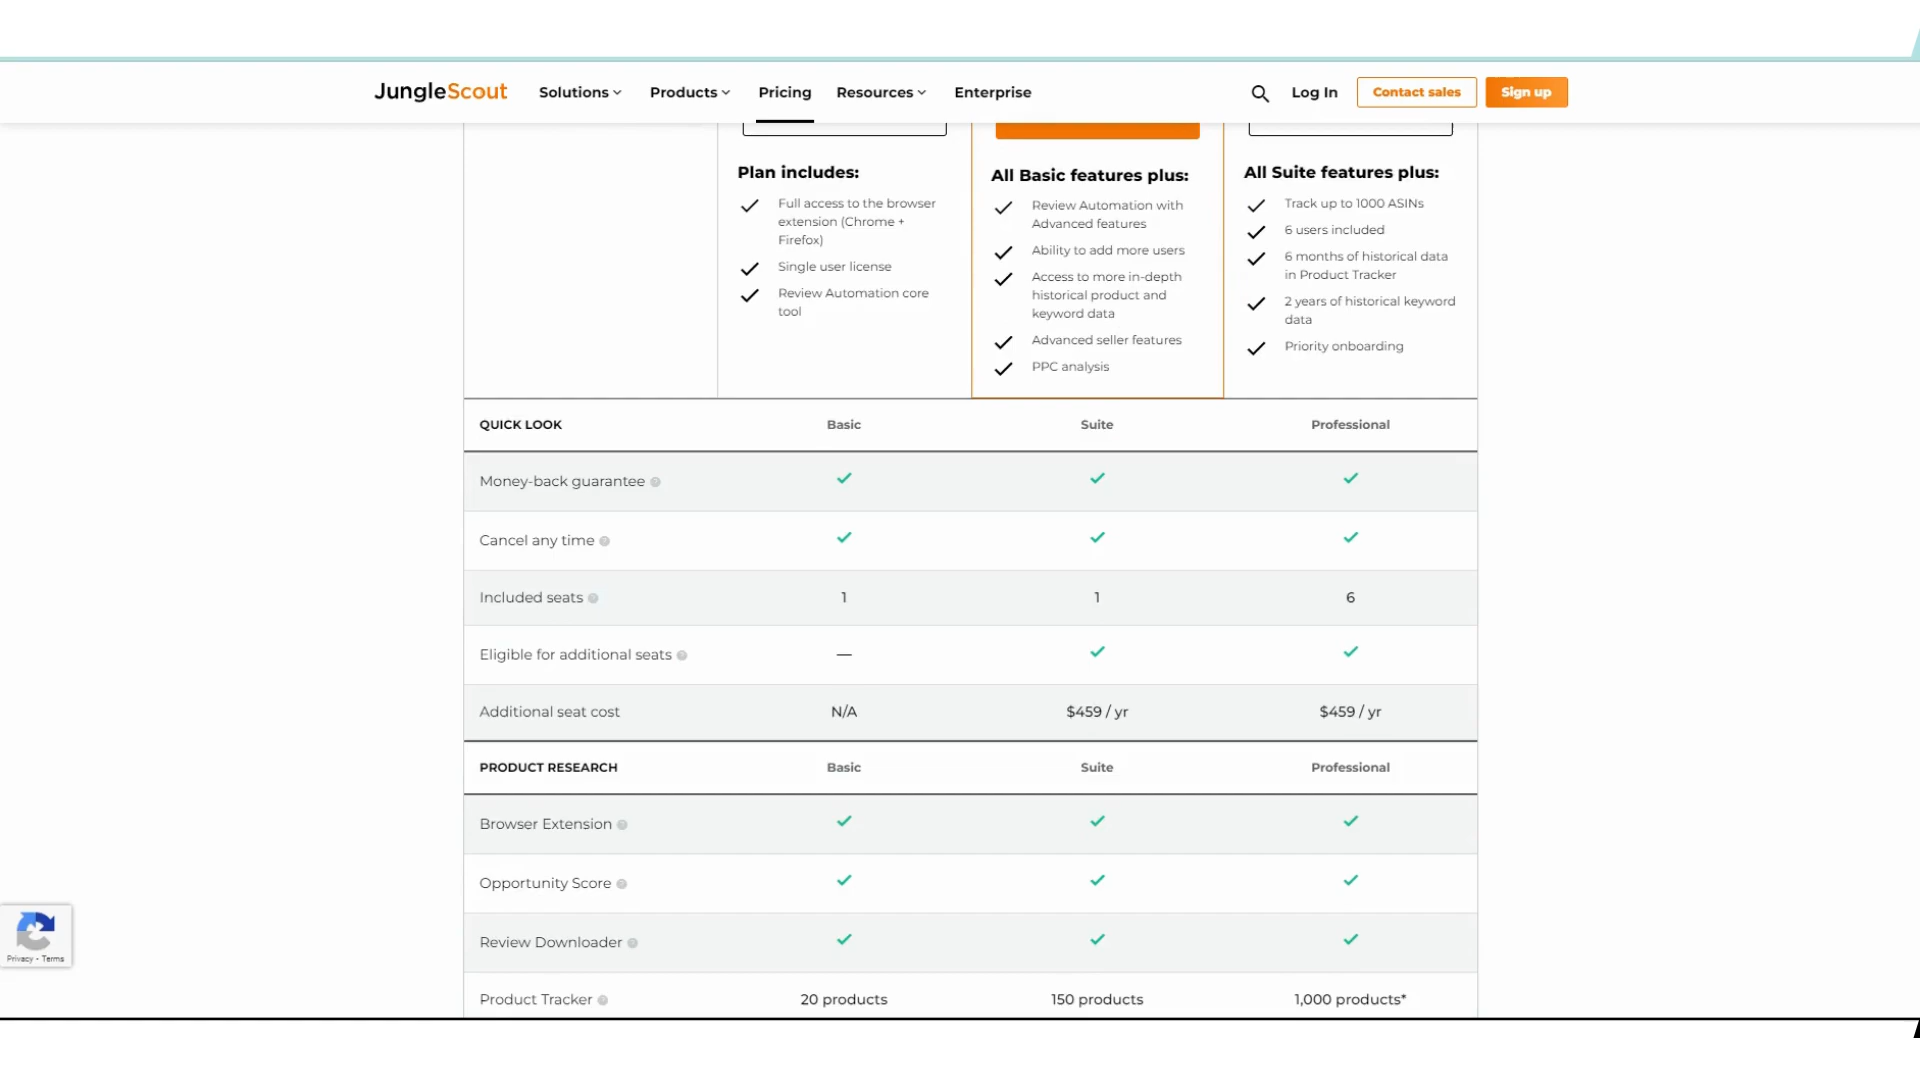 JungleScout
Solutions
Products
Pricing
Resources
Enterprise
Log In
Contact sales
Sign up
Plan includes:
Full access to the browser
extension (Chrome +
Firefox)
Single user license
Review Automation core
tool
All Basic features plus:
Review Automation with
Advanced features
Ability to add more users
Access to more in-depth
historical product and
keyword data
Advanced seller features
PPC analysis
All Suite features plus:
Track up to 1000 ASINs
6 users included
6 months of historical data
in Product Tracker
2 years of historical keyword
data
Priority onboarding
QUICK LOOK Basic Suite Professional
Money-back guarantee
Cancel any time
Included seats 1 1 6
Eligible for additional seats —
Additional seat cost N/A $459 / yr $459 / yr
PRODUCT RESEARCH Basic Suite Professional
Browser Extension
Opportunity Score
Review Downloader
Product Tracker 20 products 150 products 1,000 products*
Privacy - Terms